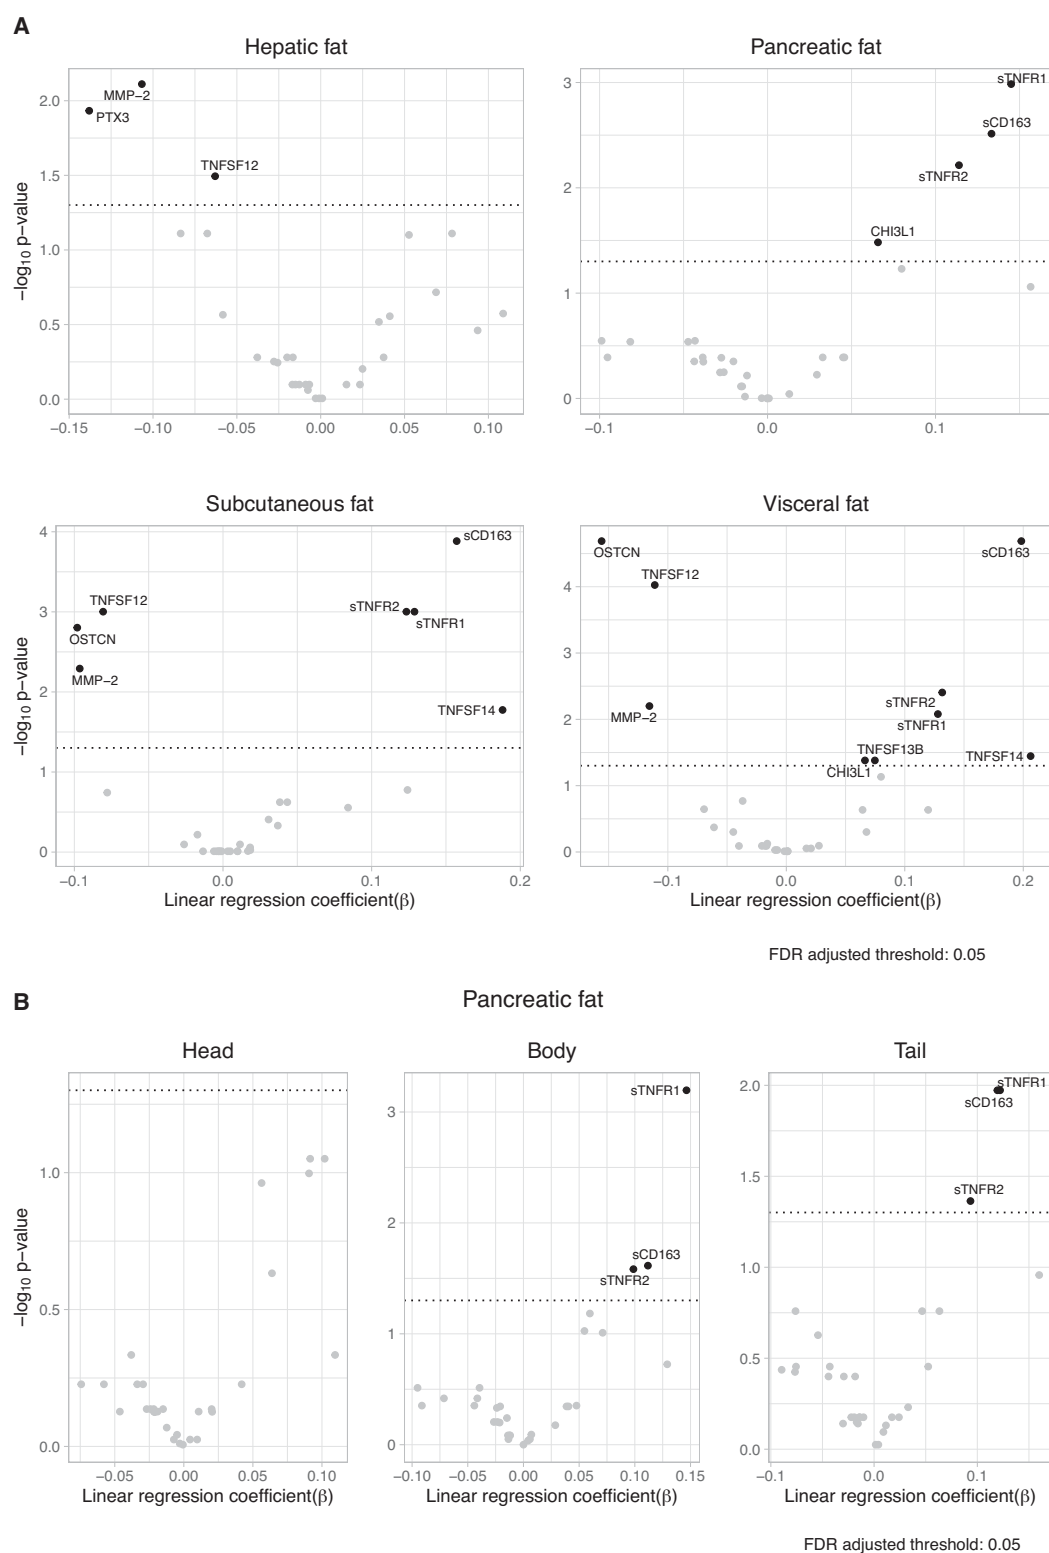 A
Hepatic fat
Pancreatic fat
−log10 p−value
2.0
1.5
1.0
0.5
0.0
MMP−2
PTX3
TNFSF12
−0.15 −0.10 −0.05 0.00 0.05 0.10
3
2
1
0
sTNFR1
sCD163
sTNFR2
CHI3L1
−0.1 0.0 0.1
Subcutaneous fat
Visceral fat
−log10 p−value
4
3
2
1
0
sCD163
TNFSF12
sTNFR2
sTNFR1
OSTCN
MMP−2
TNFSF14
−0.1 0.0 0.1 0.2
Linear regression coefficient(β)
4
3
2
1
0
OSTCN
sCD163
TNFSF12
MMP−2
sTNFR2
sTNFR1
TNFSF13B
TNFSF14
CHI3L1
−0.1 0.0 0.1 0.2
Linear regression coefficient(β)
FDR adjusted threshold: 0.05
B
Pancreatic fat
Head
Body
Tail
−log10 p−value
1.0
0.5
0.0
−0.05 0.00 0.05 0.10
Linear regression coefficient(β)
3
2
1
0
sTNFR1
sCD163
sTNFR2
−0.10 −0.05 0.00 0.05 0.10 0.15
Linear regression coefficient(β)
2.0
1.5
1.0
0.5
0.0
sTNFR1
sCD163
sTNFR2
−0.1 0.0 0.1
Linear regression coefficient(β)
FDR adjusted threshold: 0.05